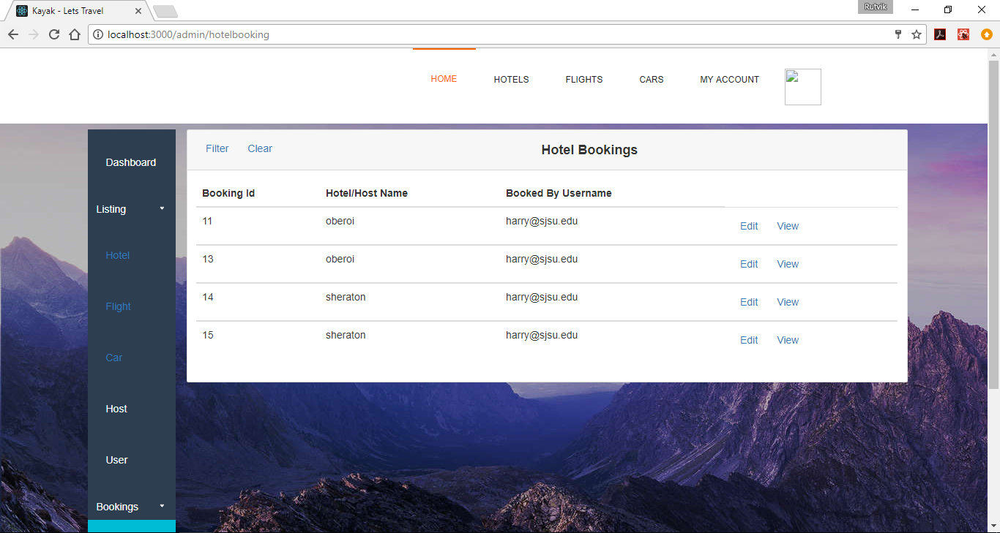 Kayak - Lets Travel
Rutvik
localhost:3000/admin/hotelbooking
HOME HOTELS FLIGHTS CARS MY ACCOUNT
Dashboard
Listing
Hotel
Flight
Car
Host
User
Bookings
Filter Clear Hotel Bookings
Booking Id Hotel/Host Name Booked By Username
11 oberoi harry@sjsu.edu Edit View
13 oberoi harry@sjsu.edu Edit View
14 sheraton harry@sjsu.edu Edit View
15 sheraton harry@sjsu.edu Edit View